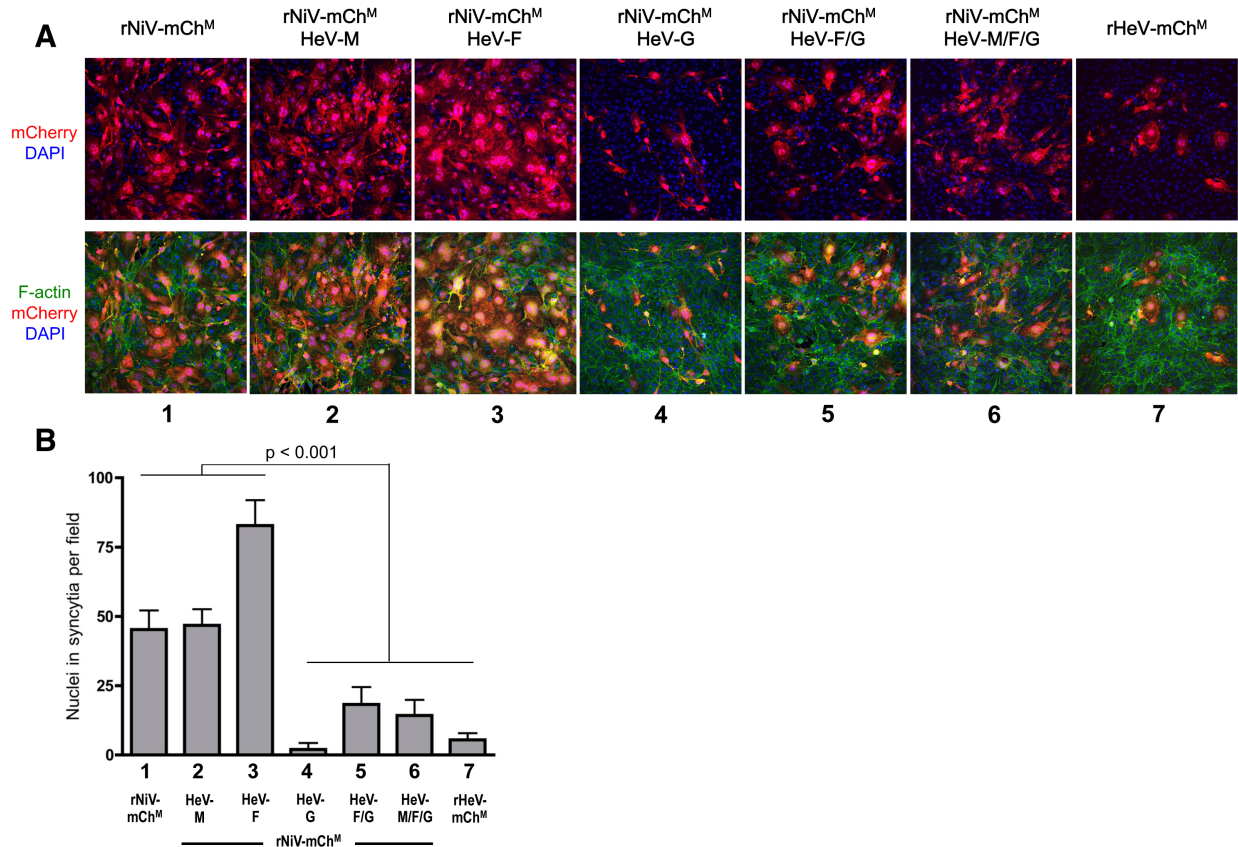 A
rNiV-mChᴹ
rNiV-mChᴹ
HeV-M
rNiV-mChᴹ
HeV-F
rNiV-mChᴹ
HeV-G
rNiV-mChᴹ
HeV-F/G
rNiV-mChᴹ
HeV-M/F/G
rHeV-mChᴹ
mCherry
DAPI
F-actin
mCherry
DAPI
1 2 3 4 5 6 7
B
p < 0.001
Nuclei in syncytia per field
100
75
50
25
0
1 2 3 4 5 6 7
rNiV-
mChᴹ
HeV-
M
HeV-
F
HeV-
G
HeV-
F/G
HeV-
M/F/G
rHeV-
mChᴹ
rNiV-mChᴹ